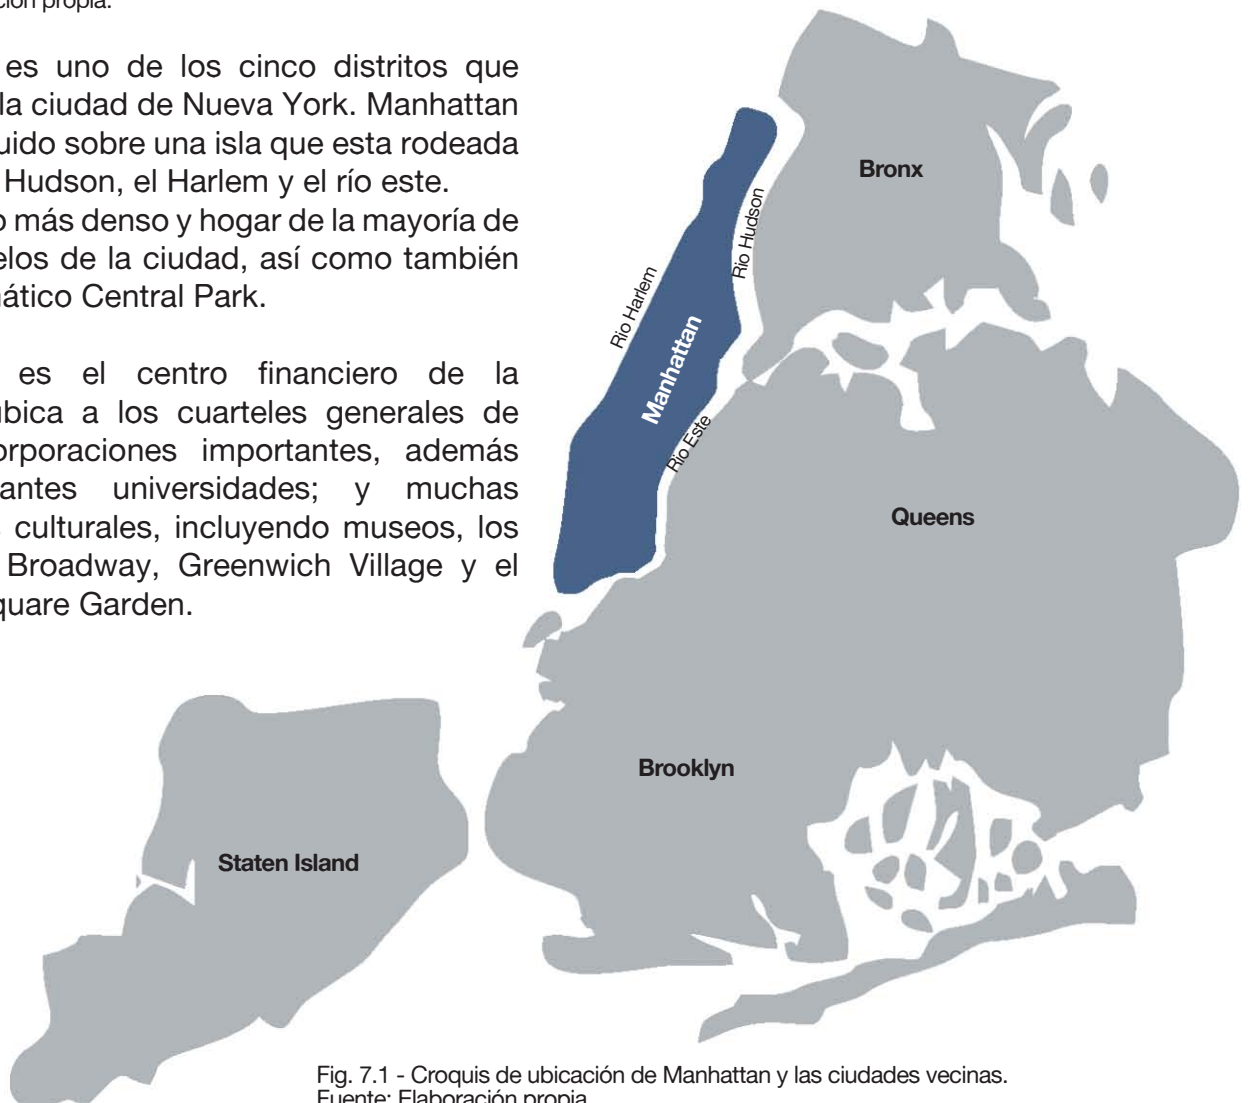 ción propia.
es uno de los cinco distritos que
la ciudad de Nueva York. Manhattan
uido sobre una isla que esta rodeada
Hudson, el Harlem y el río este.
o más denso y hogar de la mayoría de
elos de la ciudad, así como también
mático Central Park.
es el centro financiero de la
ubica a los cuarteles generales de
orporaciones importantes, además
antes universidades; y muchas
s culturales, incluyendo museos, los
Broadway, Greenwich Village y el
quare Garden.
Bronx
Rio Hudson
Rio Harlem
Manhattan
Rio Este
Queens
Brooklyn
Staten Island
Fig. 7.1 - Croquis de ubicación de Manhattan y las ciudades vecinas.
Fuente: Elaboración propia